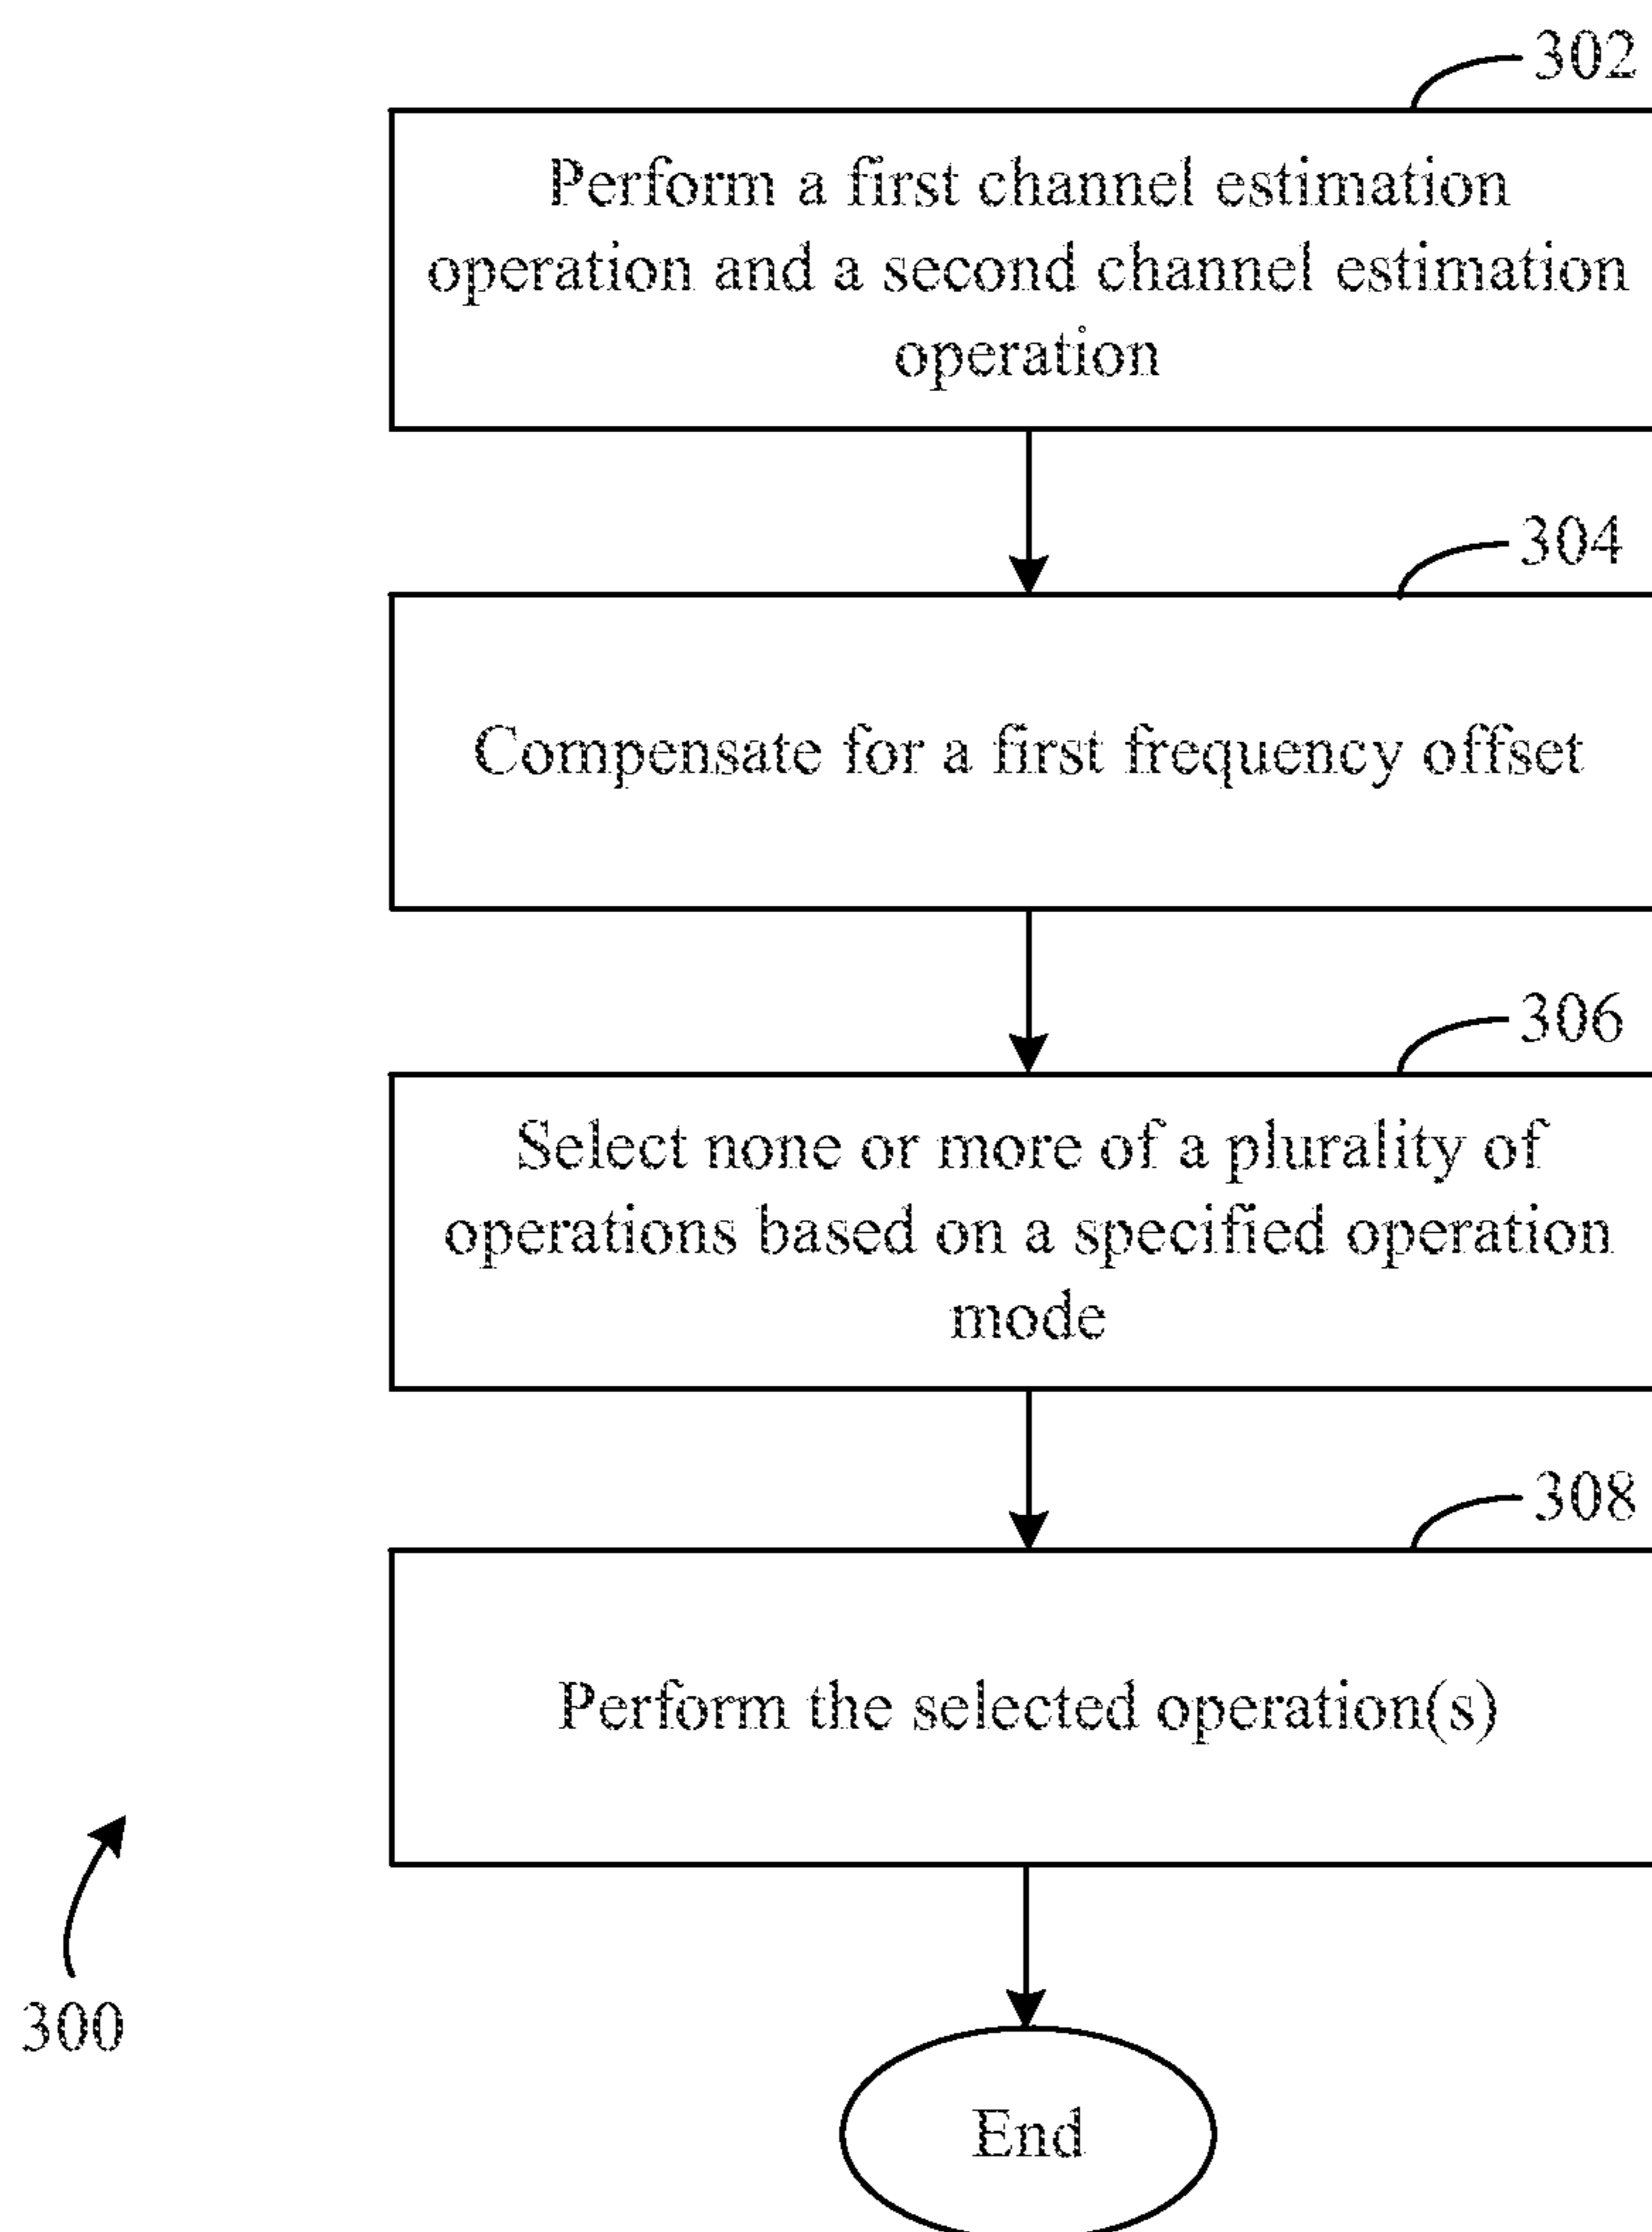 302
Perform a first channel estimation
operation and a second channel estimation
operation
304
Compensate for a first frequency offset
306
Select none or more of a plurality of
operations based on a specified operation
mode
308
Perform the selected operation(s)
300
End